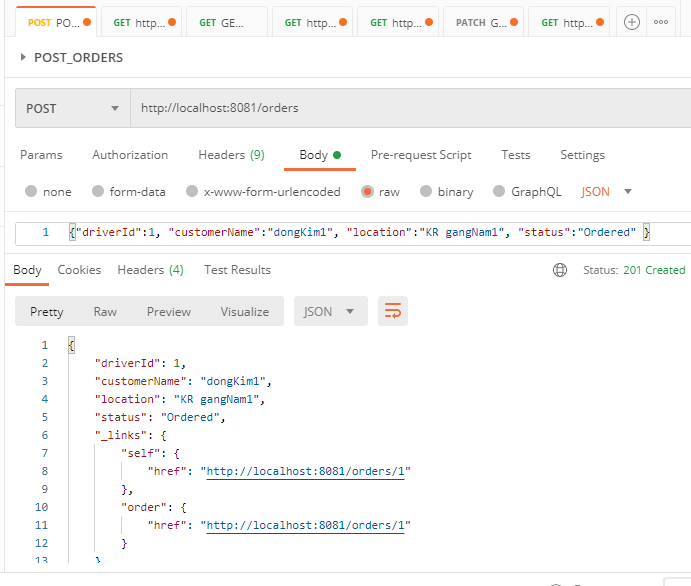 POST PO... GET http... GET GE... GET http... GET http... PATCH G... GET http...
POST_ORDERS
POST http://localhost:8081/orders
Params Authorization Headers (9) Body Pre-request Script Tests Settings
none form-data x-www-form-urlencoded raw binary GraphQL JSON
1 {"driverId":1, "customerName":"dongKim1", "location":"KR gangNam1", "status":"Ordered" }
Body Cookies Headers (4) Test Results Status: 201 Created
Pretty Raw Preview Visualize JSON
1 {
2 "driverId": 1,
3 "customerName": "dongKim1",
4 "location": "KR gangNam1",
5 "status": "Ordered",
6 "_links": {
7 "self": {
8 "href": "http://localhost:8081/orders/1"
9 },
10 "order": {
11 "href": "http://localhost:8081/orders/1"
12 }
13 }